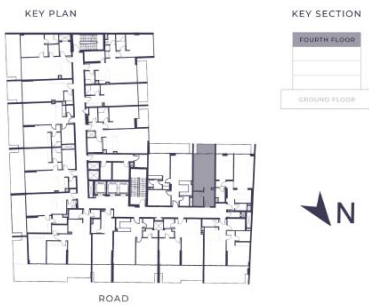 KEY PLAN
KEY SECTION
FOURTH FLOOR
GROUND FLOOR
N
ROAD